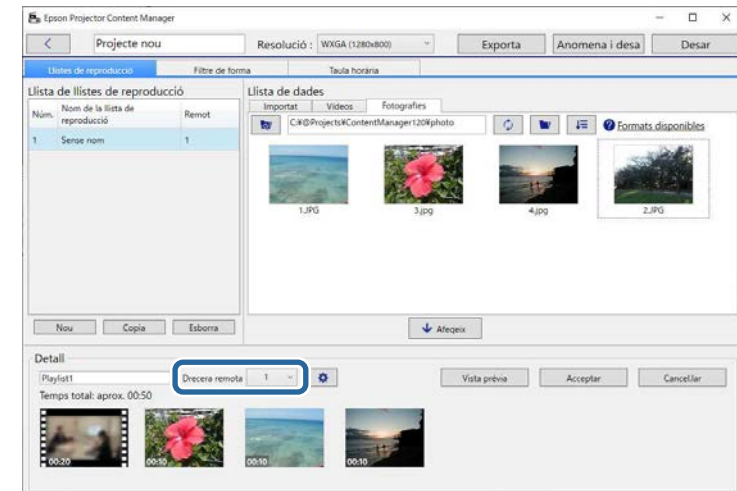 Epson Projector Content Manager
Projecte nou
Resolució : WXGA (1280x800)
Exporta
Anomena i desa
Desar
Llistes de reproducció
Filtre de forma
Taula horària
Llista de llistes de reproducció
Llista de dades
Núm.
Nom de la llista de reproducció
Remot
1 Sense nom 1
Importat
Vídeos
Fotografies
C:¥@Projects¥ContentManager120¥photo
Formats disponibles
1.JPG
3.jpg
4.jpg
2.JPG
Nou
Copia
Esborra
Afegeix
Detall
Playlist1
Drecera remota
1
Vista prèvia
Acceptar
Cancel·lar
Temps total: aprox. 00:50
00:20
00:10
00:10
00:10